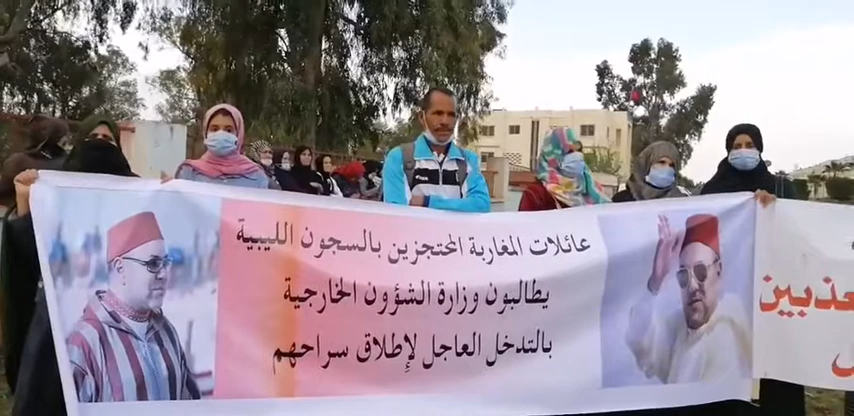 عائلات المغاربة المحتجزين بالسجون الليبية
يطالبون وزارة الشؤون الخارجية
بالتدخل العاجل لإطلاق سراحهم